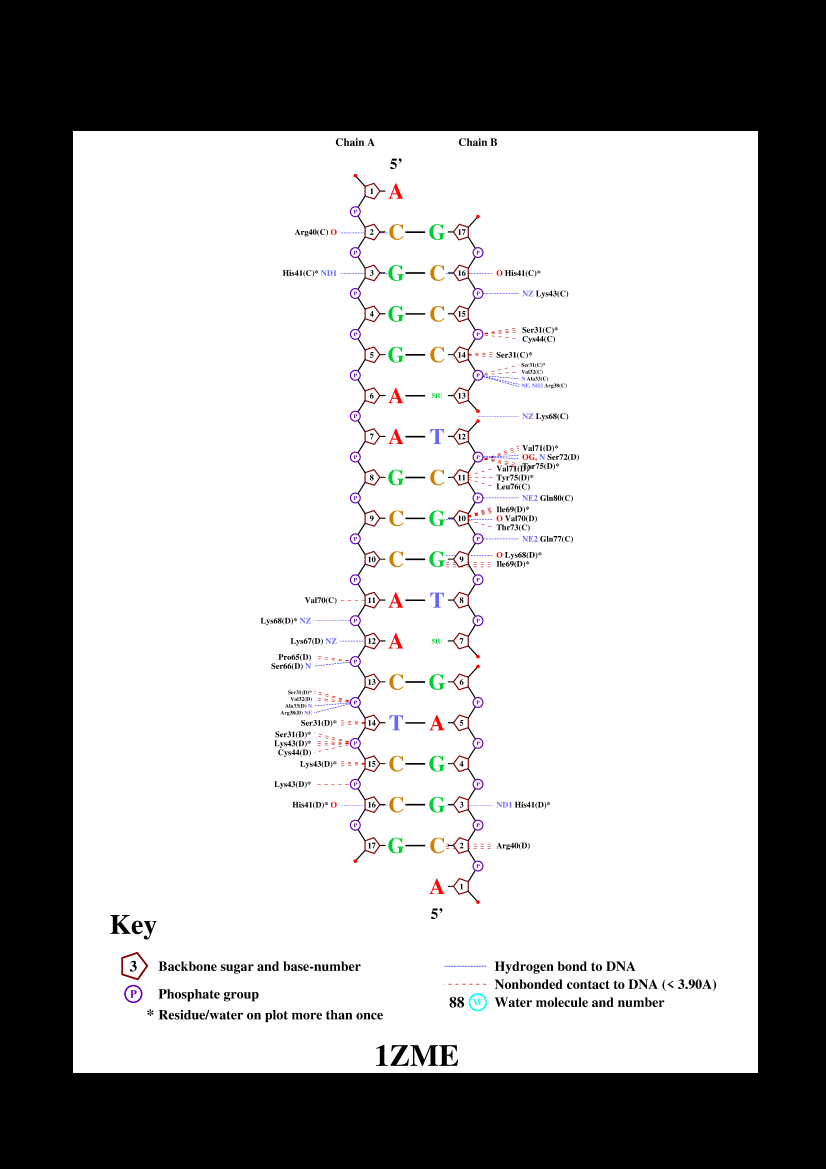 Chain A Chain B
5’
1 A
P
Arg40(C) O 2 C G 17
P P
His41(C)* ND1 3 G C 16 O His41(C)*
P P NZ Lys43(C)
4 G C 15
P P Ser31(C)*
Cys44(C)
5 G C 14 Ser31(C)*
P P Ser31(C)*
Val32(C)
N Ala33(C)
NE, NH2 Arg38(C)
6 A 5IU 13
P NZ Lys68(C)
7 A T 12
P P Val71(D)*
OG, N Ser72(D)
Tyr75(D)*
8 G C 11 Val71(D)*
Tyr75(D)*
Leu76(C)
P P NE2 Gln80(C)
9 C G 10 Ile69(D)*
O Val70(D)
Thr73(C)
P P NE2 Gln77(C)
10 C G 9 O Lys68(D)*
Ile69(D)*
P P
Val70(C) 11 A T 8
Lys68(D)* NZ P P
Lys67(D) NZ 12 A 5IU 7
Pro65(D)
Ser66(D) N P
13 C G 6
Ser31(D)*
Val32(D)
Ala33(D) N
Arg38(D) NE P P
Ser31(D)* 14 T A 5
Ser31(D)*
Lys43(D)* P P
Cys44(D)
Lys43(D)* 15 C G 4
Lys43(D)* P P
His41(D)* O 16 C G 3 ND1 His41(D)*
P P
17 G C 2 Arg40(D)
P
A 1
5’
Key
3 Backbone sugar and base-number
P Phosphate group
* Residue/water on plot more than once
Hydrogen bond to DNA
Nonbonded contact to DNA (< 3.90A)
88 W Water molecule and number
1ZME